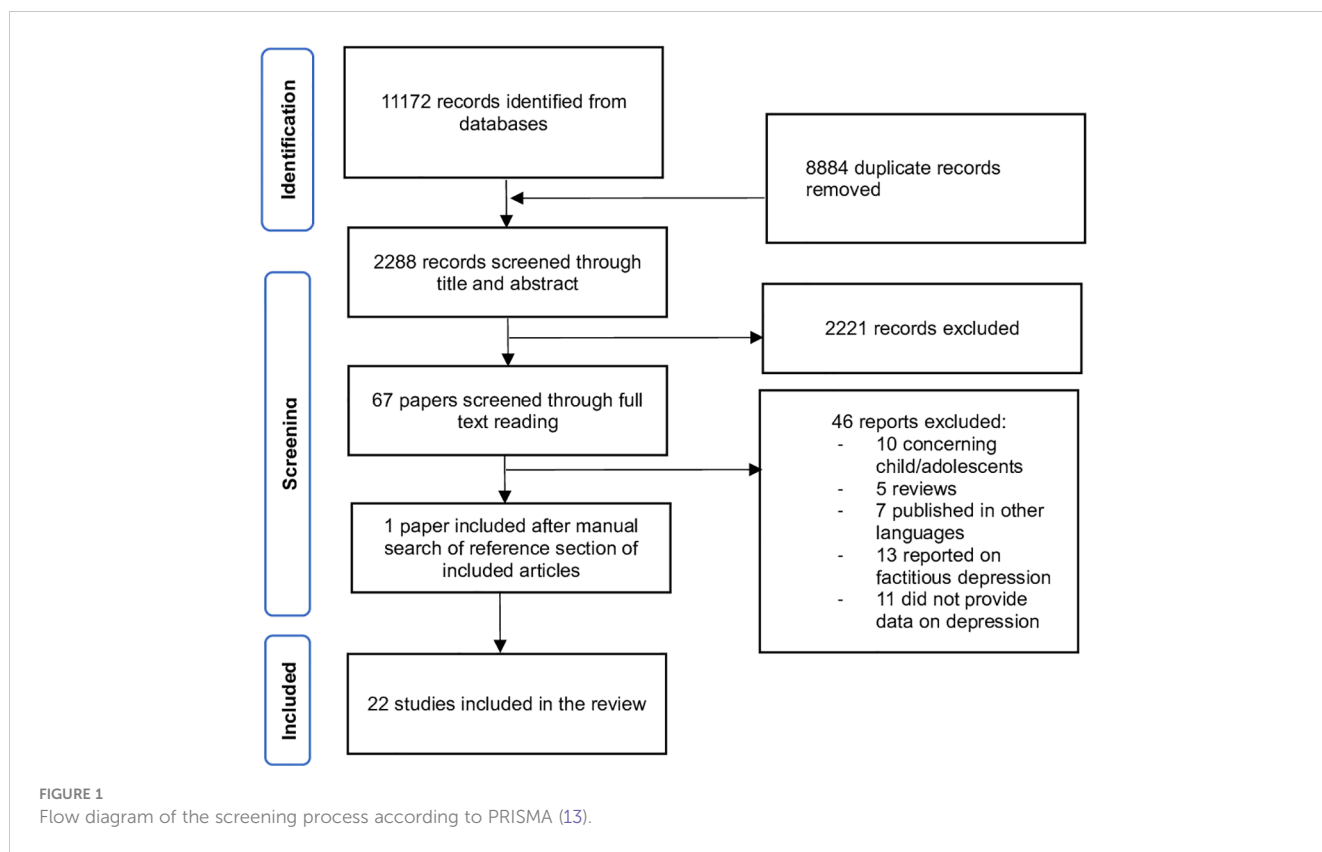 Identification
11172 records identified from
databases
8884 duplicate records
removed
Screening
2288 records screened through
title and abstract
2221 records excluded
67 papers screened through full
text reading
46 reports excluded:
- 10 concerning
child/adolescents
- 5 reviews
- 7 published in other
languages
- 13 reported on
factitious depression
- 11 did not provide
data on depression
1 paper included after manual
search of reference section of
included articles
Included
22 studies included in the review
FIGURE 1
Flow diagram of the screening process according to PRISMA (13).